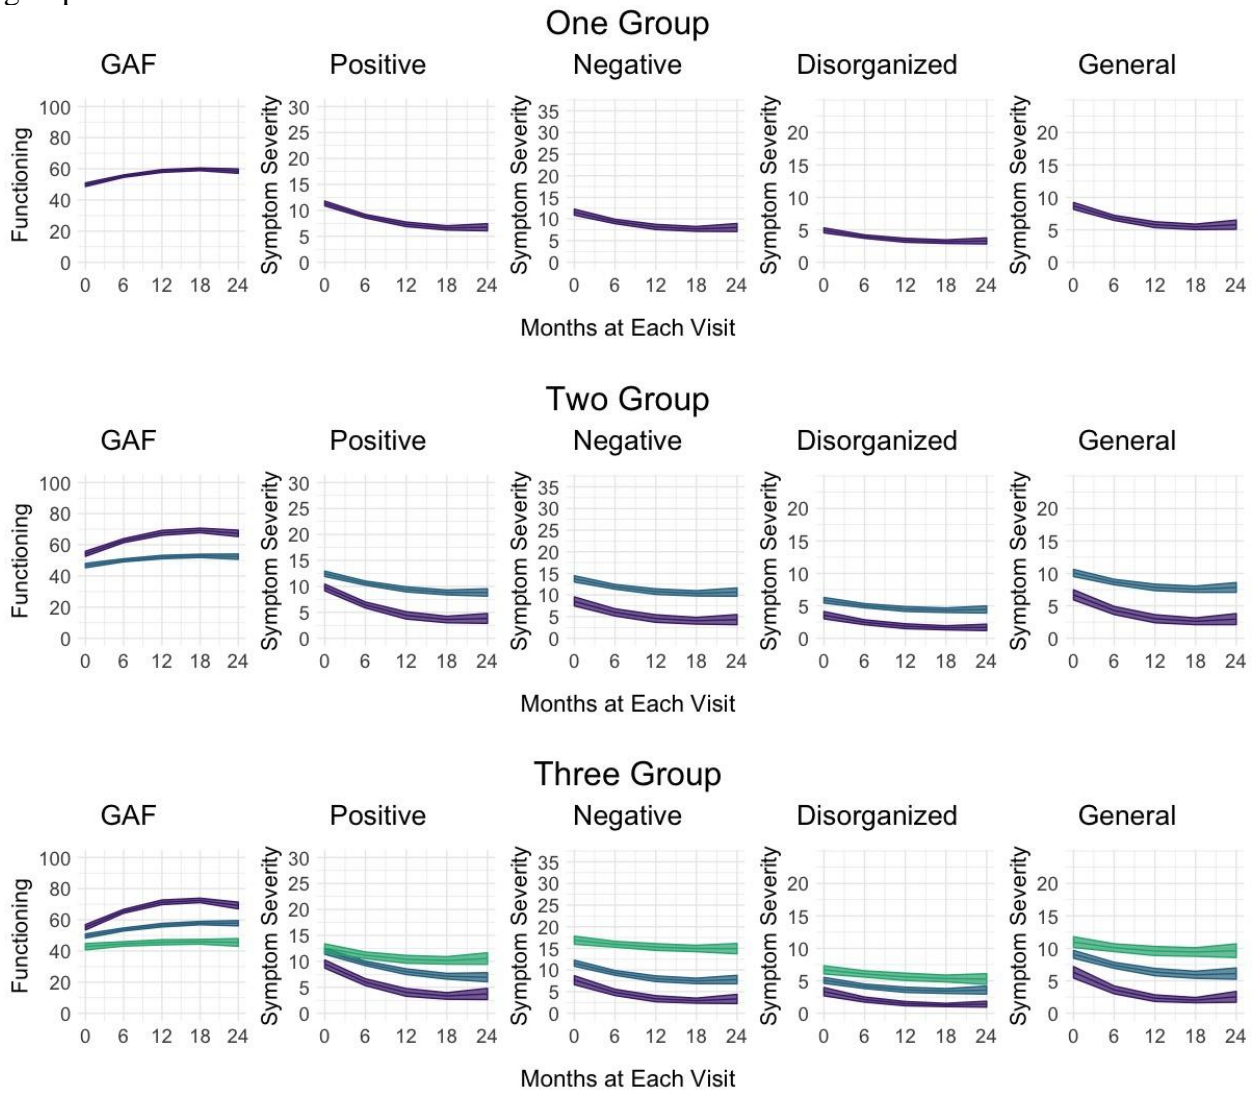 One Group
GAF Positive Negative Disorganized General
Functioning
100
80
60
40
20
0
0 6 12 18 24
Symptom Severity
30
25
20
15
10
5
0
0 6 12 18 24
Symptom Severity
35
30
25
20
15
10
5
0
0 6 12 18 24
Symptom Severity
20
15
10
5
0
0 6 12 18 24
Symptom Severity
20
15
10
5
0
0 6 12 18 24
Months at Each Visit
Two Group
GAF Positive Negative Disorganized General
Functioning
100
80
60
40
20
0
0 6 12 18 24
Symptom Severity
30
25
20
15
10
5
0
0 6 12 18 24
Symptom Severity
35
30
25
20
15
10
5
0
0 6 12 18 24
Symptom Severity
20
15
10
5
0
0 6 12 18 24
Symptom Severity
20
15
10
5
0
0 6 12 18 24
Months at Each Visit
Three Group
GAF Positive Negative Disorganized General
Functioning
100
80
60
40
20
0
0 6 12 18 24
Symptom Severity
30
25
20
15
10
5
0
0 6 12 18 24
Symptom Severity
35
30
25
20
15
10
5
0
0 6 12 18 24
Symptom Severity
20
15
10
5
0
0 6 12 18 24
Symptom Severity
20
15
10
5
0
0 6 12 18 24
Months at Each Visit